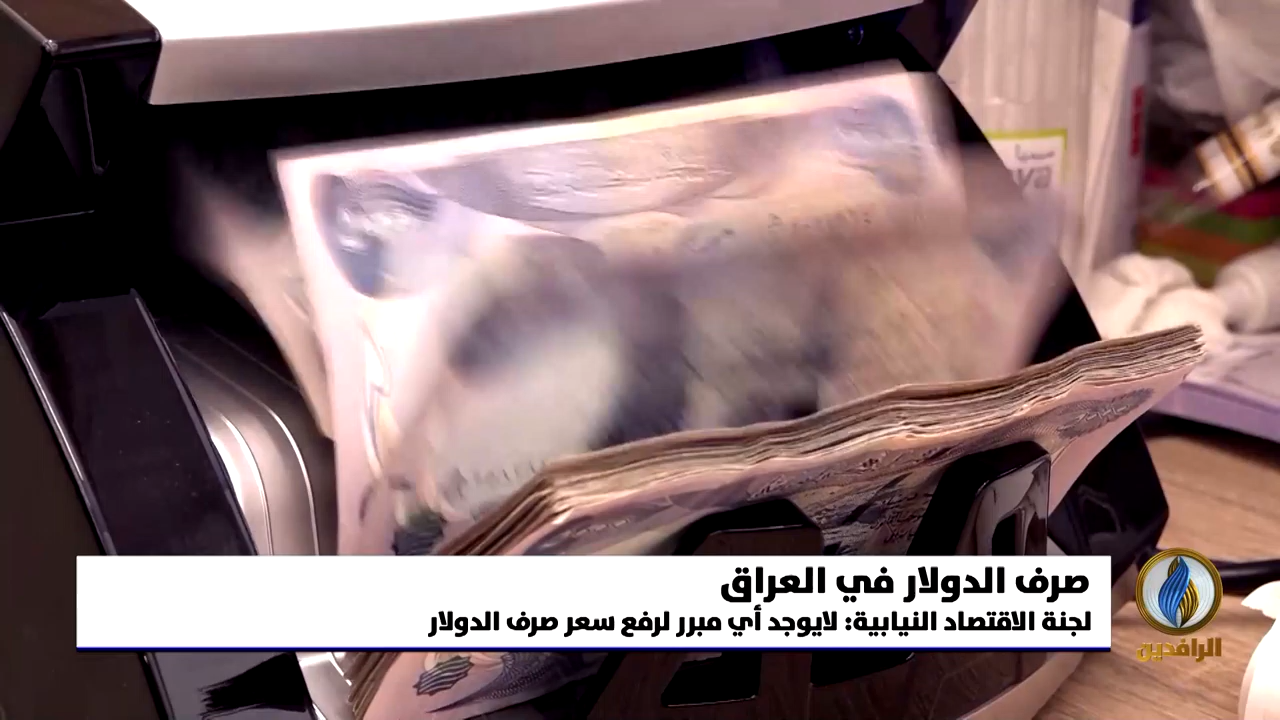 صرف الدولار في العراق
لجنة الاقتصاد النيابية: لايوجد أي مبرر لرفع سعر صرف الدولار
الرافدين